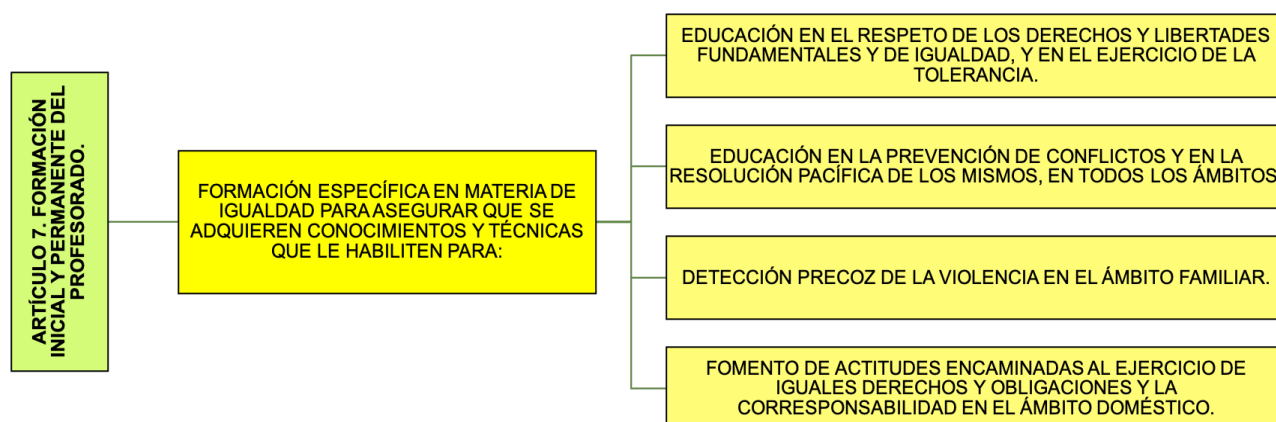 ARTÍCULO 7. FORMACIÓN
INICIAL Y PERMANENTE DEL
PROFESORADO.
FORMACIÓN ESPECÍFICA EN MATERIA DE
IGUALDAD PARA ASEGURAR QUE SE
ADQUIEREN CONOCIMIENTOS Y TÉCNICAS
QUE LE HABILITEN PARA:
EDUCACIÓN EN EL RESPETO DE LOS DERECHOS Y LIBERTADES
FUNDAMENTALES Y DE IGUALDAD, Y EN EL EJERCICIO DE LA
TOLERANCIA.
EDUCACIÓN EN LA PREVENCIÓN DE CONFLICTOS Y EN LA
RESOLUCIÓN PACÍFICA DE LOS MISMOS, EN TODOS LOS ÁMBITOS
DETECCIÓN PRECOZ DE LA VIOLENCIA EN EL ÁMBITO FAMILIAR.
FOMENTO DE ACTITUDES ENCAMINADAS AL EJERCICIO DE
IGUALES DERECHOS Y OBLIGACIONES Y LA
CORRESPONSABILIDAD EN EL ÁMBITO DOMÉSTICO.